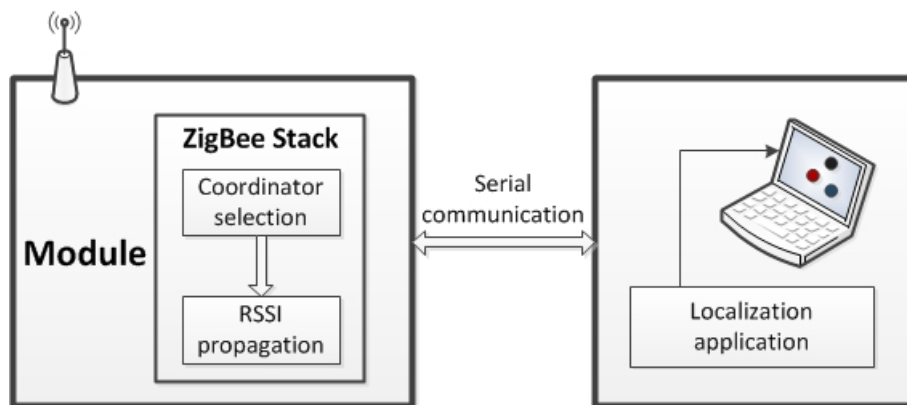 ZigBee Stack
Coordinator
selection
Module
RSSI
propagation
Serial
communication
Localization
application